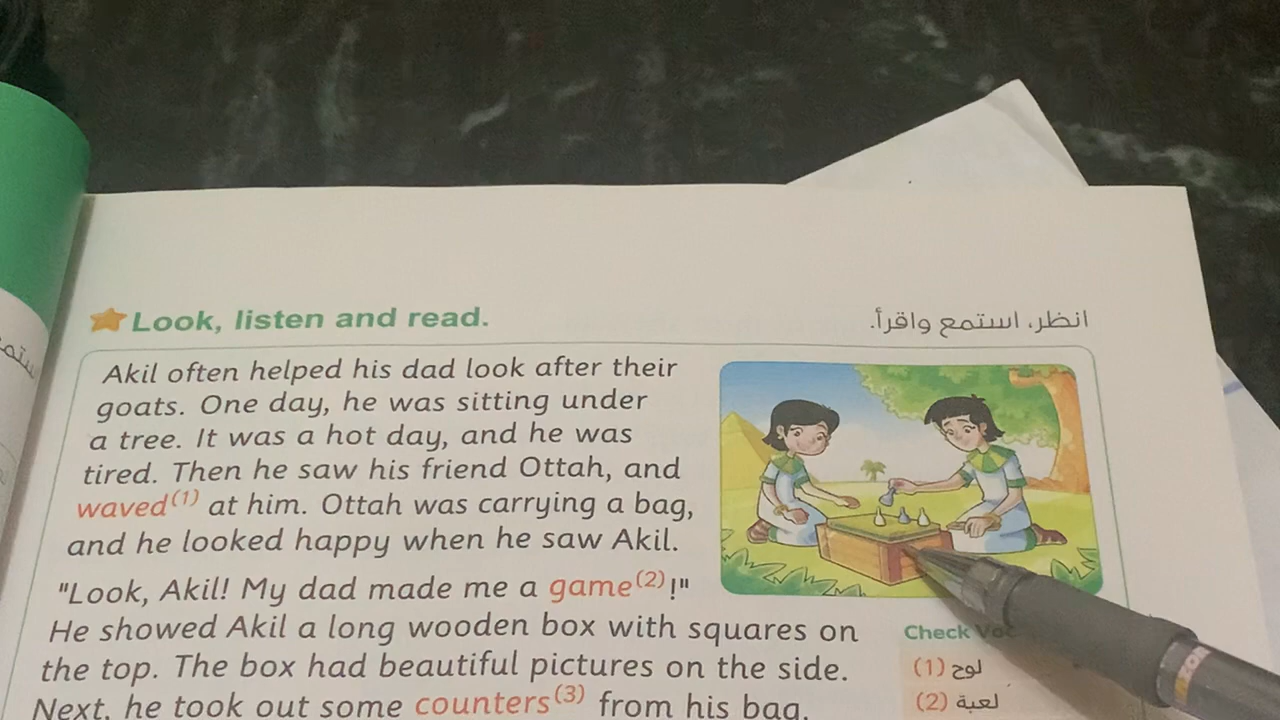 Look, listen and read.
انظر، استمع واقرأ.
Akil often helped his dad look after their
goats. One day, he was sitting under
a tree. It was a hot day, and he was
tired. Then he saw his friend Ottah, and
waved(1) at him. Ottah was carrying a bag,
and he looked happy when he saw Akil.
"Look, Akil! My dad made me a game(2)!"
He showed Akil a long wooden box with squares on
the top. The box had beautiful pictures on the side.
Next, he took out some counters(3) from his bag.
Check Voc
(1) لوح
(2) لعبة